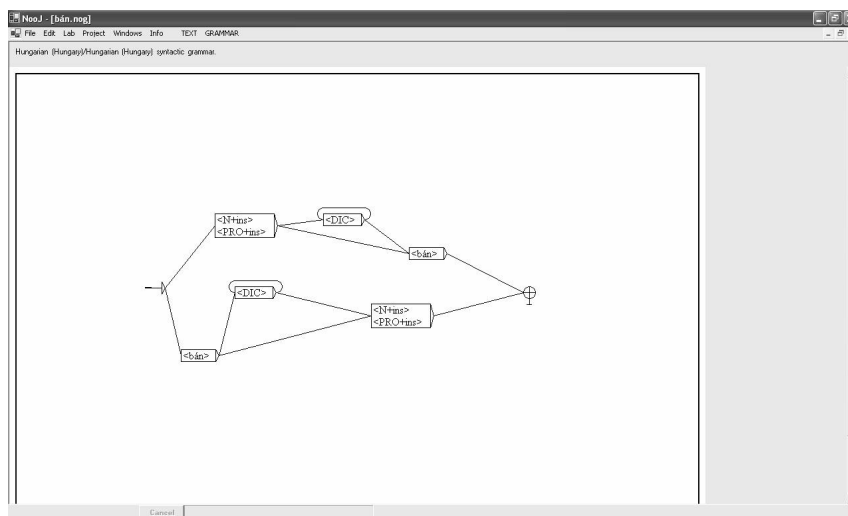 NooJ - [bán.nog]
File Edit Lab Project Windows Info TEXT GRAMMAR
Hungarian (Hungary)/Hungarian (Hungary) syntactic grammar.
<N+ins>
<PRO+ins>
<DIC>
<bán>
<DIC>
<N+ins>
<PRO+ins>
<bán>
Cancel